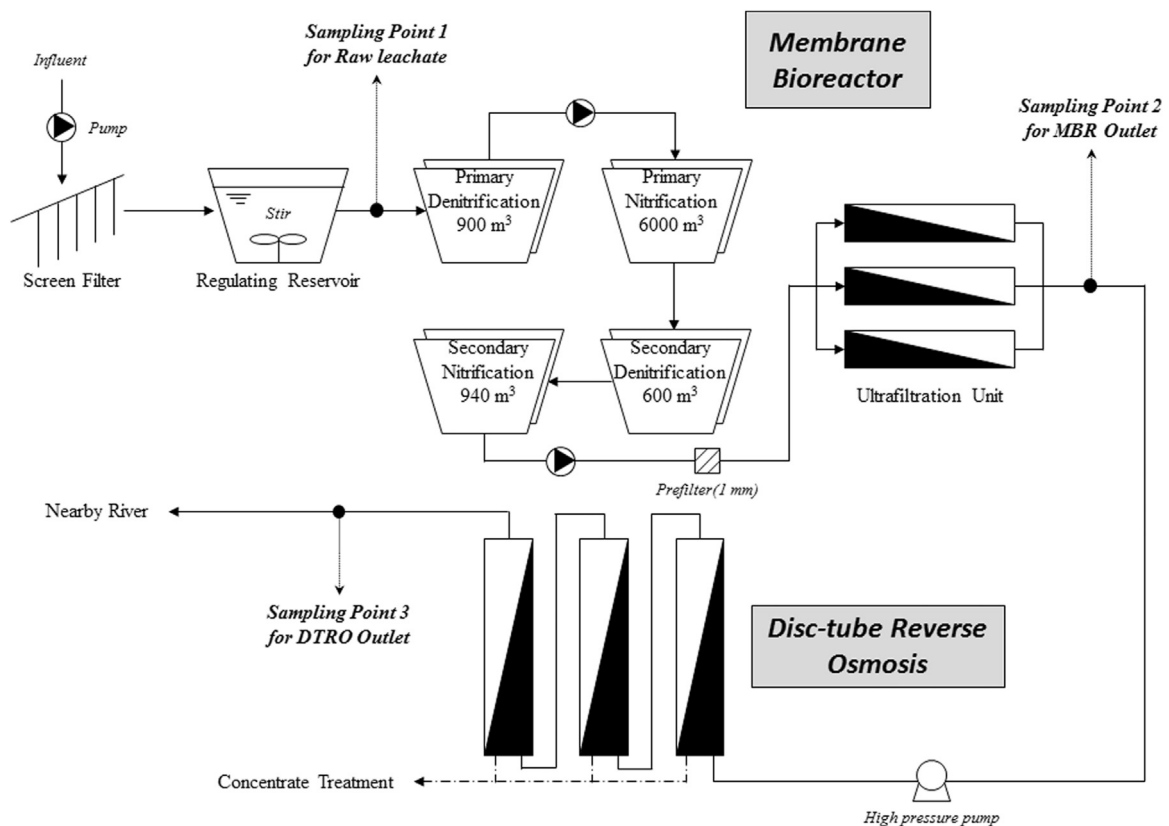 Sampling Point 1
for Raw leachate
Membrane
Bioreactor
Influent
Pump
Sampling Point 2
for MBR Outlet
Primary
Denitrification
900 m³
Primary
Nitrification
6000 m³
Stir
Screen Filter
Regulating Reservoir
Secondary
Nitrification
940 m³
Secondary
Denitrification
600 m³
Ultrafiltration Unit
Prefilter(1 mm)
Nearby River
Sampling Point 3
for DTRO Outlet
Disc-tube Reverse
Osmosis
Concentrate Treatment
High pressure pump